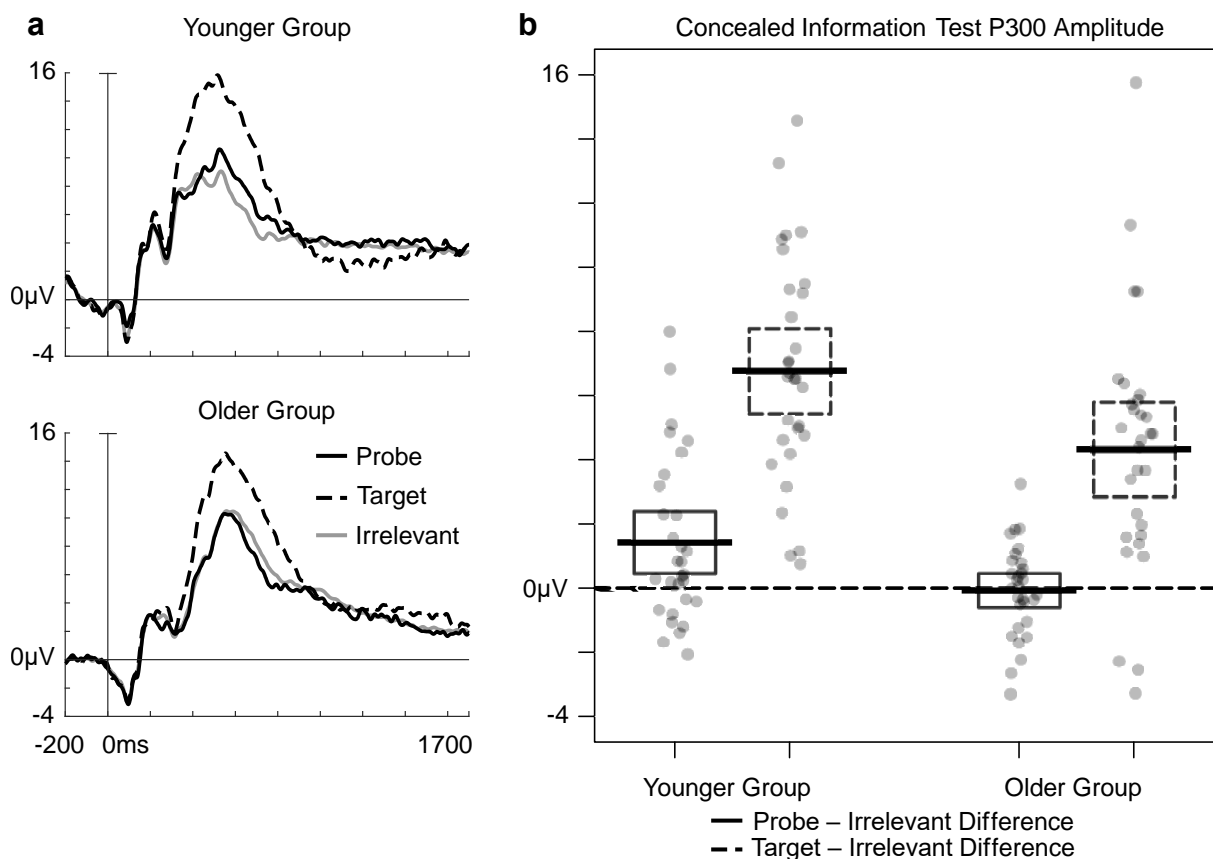 a
Younger Group
16
0µV
-4
Older Group
16
Probe
Target
Irrelevant
0µV
-4
-200 0ms 1700
b
Concealed Information Test P300 Amplitude
16
0µV
-4
Younger Group Older Group
Probe – Irrelevant Difference
Target – Irrelevant Difference